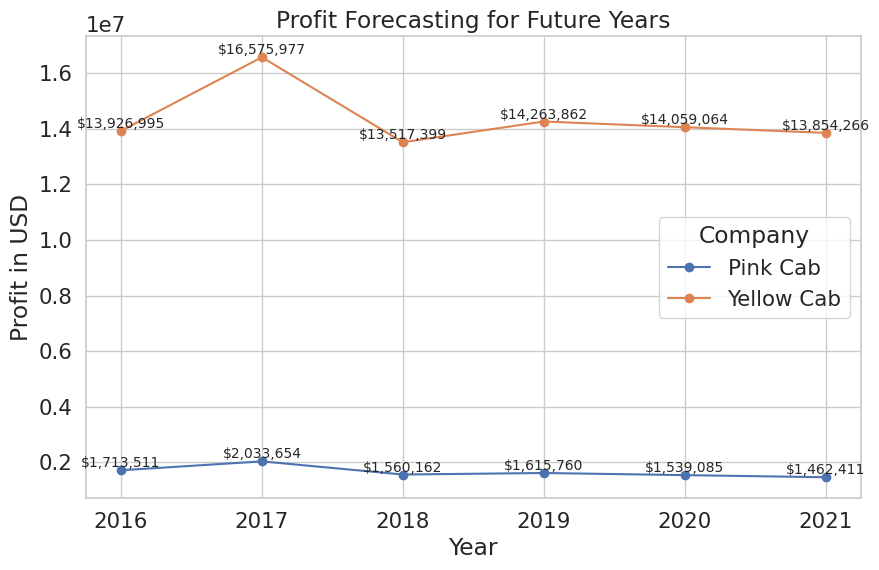 Profit Forecasting for Future Years
1e7
1.6
1.4
1.2
1.0
0.8
0.6
0.4
0.2
Profit in USD
$13,926,995
$16,575,977
$13,517,399
$14,263,862
$14,059,064
$13,854,266
Company
Pink Cab
Yellow Cab
$1,713,511
$2,033,654
$1,560,162
$1,615,760
$1,539,085
$1,462,411
2016 2017 2018 2019 2020 2021
Year